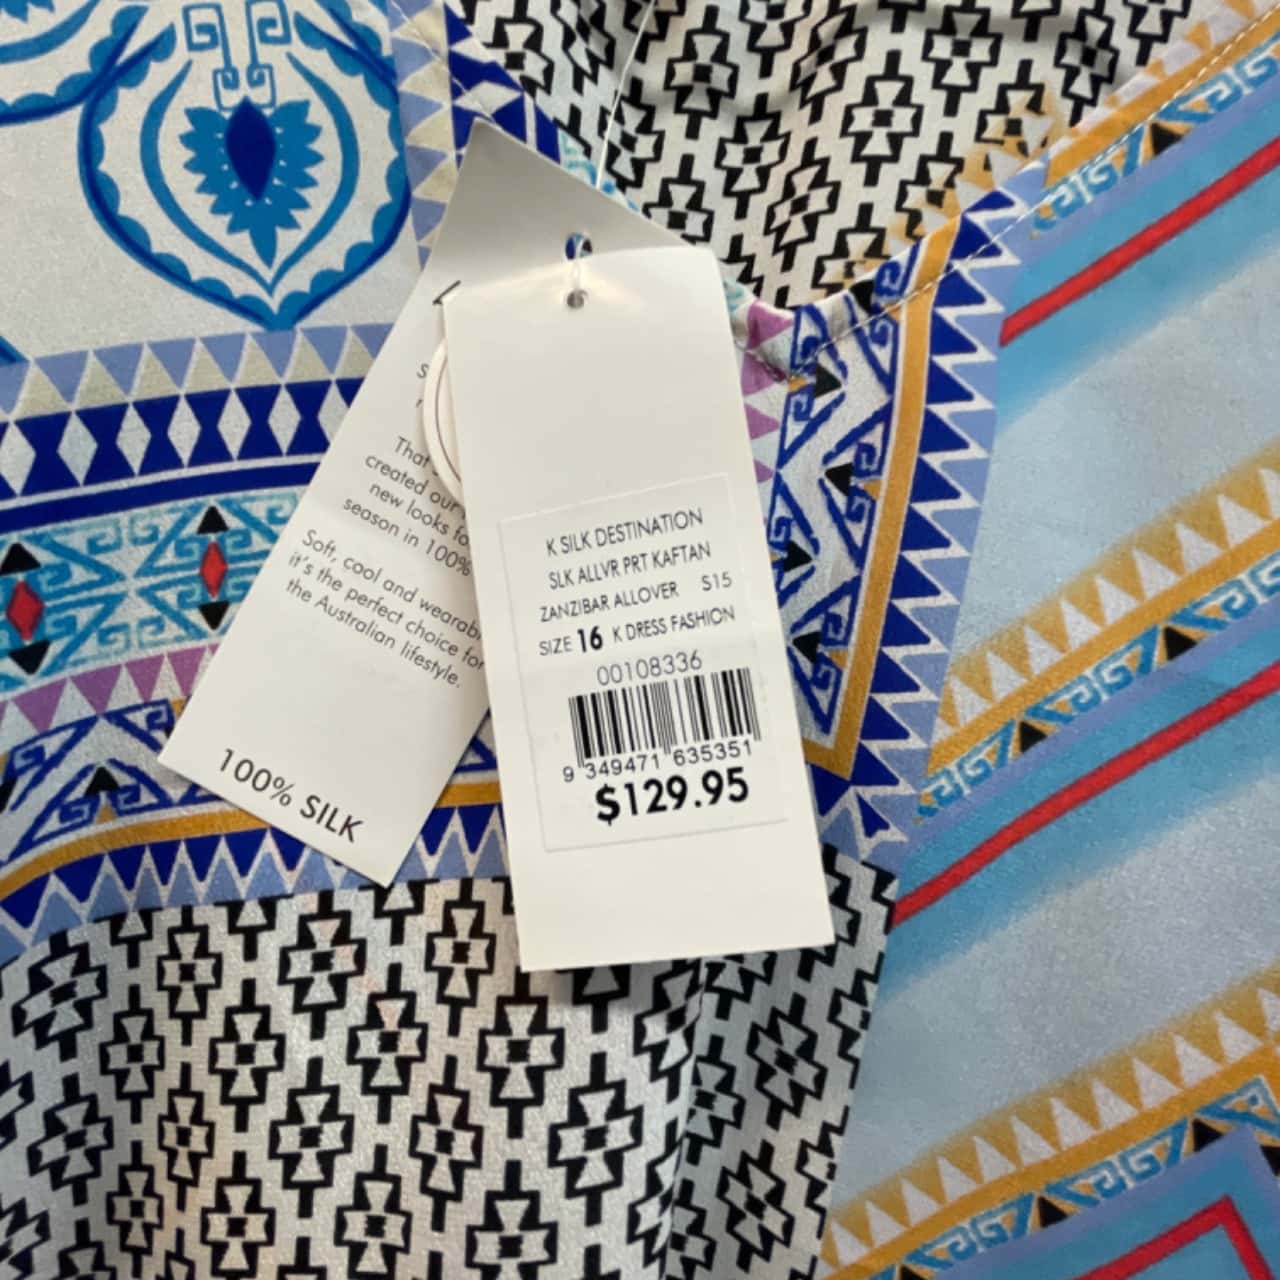 That
created our
new looks fo
season in 100%
Soft, cool and wearabl
it's the perfect choice for
the Australian lifestyle.
100% SILK
K SILK DESTINATION
SLK ALLVR PRT KAFTAN
ZANZIBAR ALLOVER S15
SIZE 16 K DRESS FASHION
00108336
9 349471 635351
$129.95